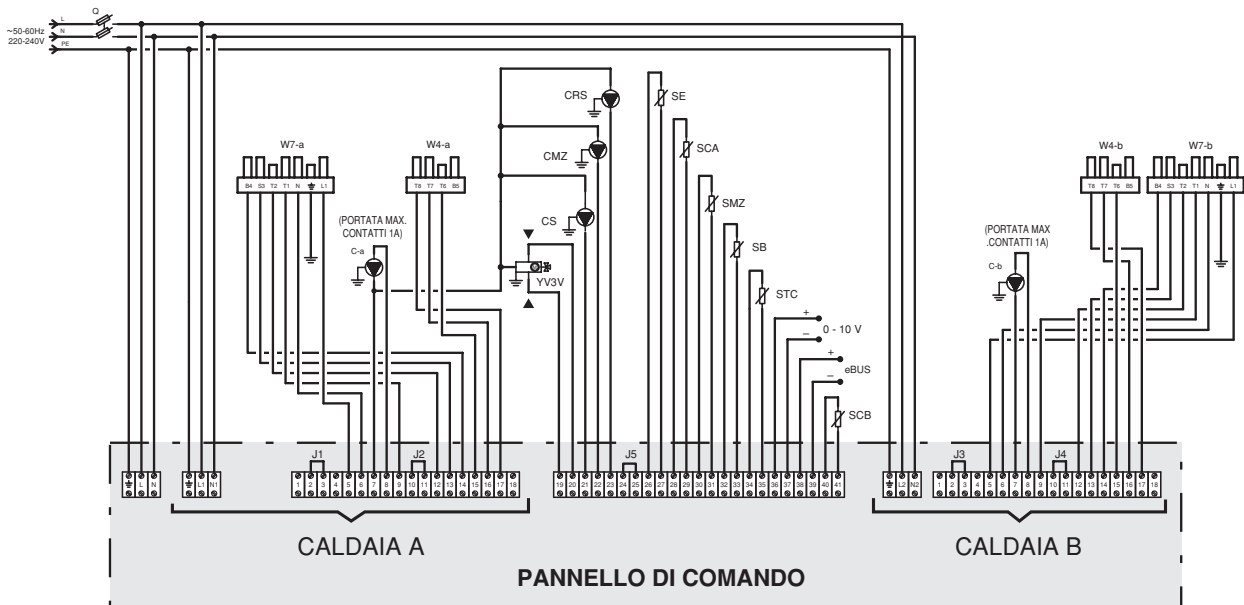 Q
L
~50-60Hz N
220-240V
PE
CRS
SE
CMZ
SCA
W7-a
W4-a
W4-b
W7-b
B4 S3 T2 T1 N L1
T8 T7 T6 B5
T8 T7 T6 B5
B4 S3 T2 T1 N L1
SMZ
(PORTATA MAX.
CONTATTI 1A)
C-a
CS
SB
(PORTATA MAX
.CONTATTI 1A)
C-b
YV3V
STC
+
0 - 10 V
–
+
eBUS
–
SCB
J1
J2
J5
J3
J4
L N
L1 N1
1 2 3 4 5 6 7 8 9 10 11 12 13 14 15 16 17 18
19 20 21 22 23 24 25 26 27 28 29 30 31 32 33 34 35 36 37 38 39 40 41
L2 N2
1 2 3 4 5 6 7 8 9 10 11 12 13 14 15 16 17 18
CALDAIA A
CALDAIA B
PANNELLO DI COMANDO